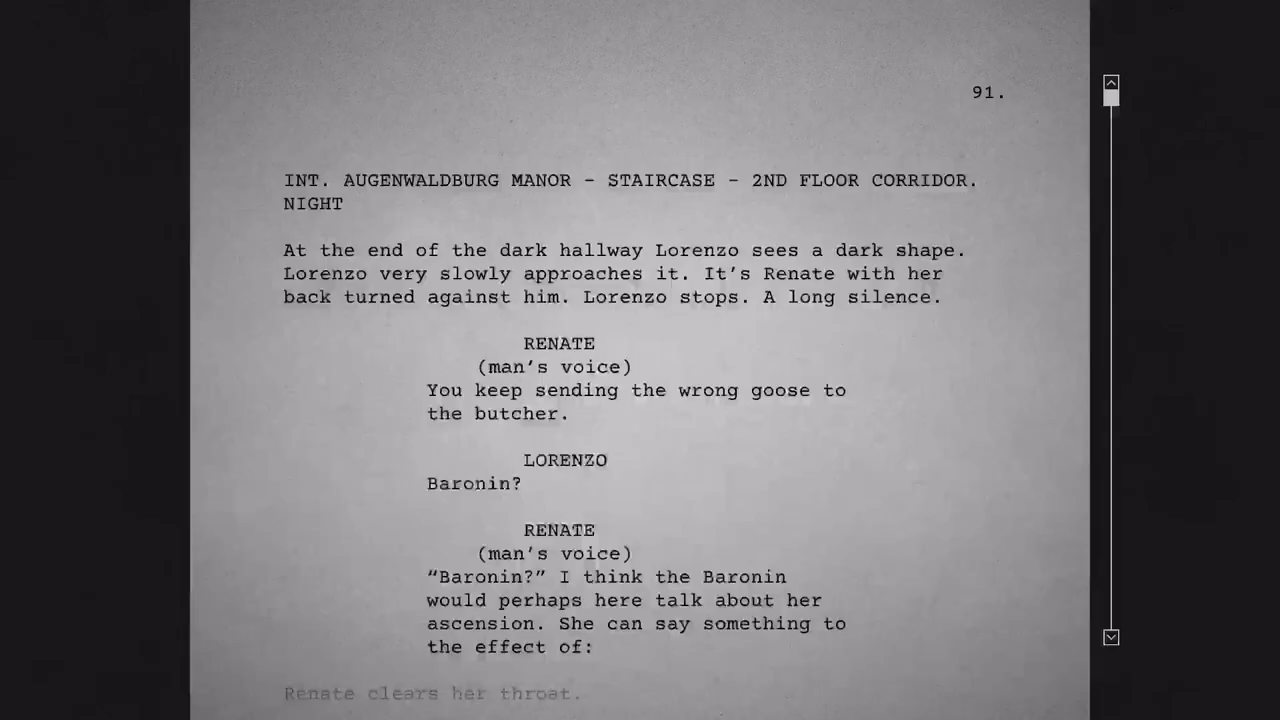 91.
INT. AUGENWALDBURG MANOR – STAIRCASE – 2ND FLOOR CORRIDOR.
NIGHT
At the end of the dark hallway Lorenzo sees a dark shape.
Lorenzo very slowly approaches it. It's Renate with her
back turned against him. Lorenzo stops. A long silence.
RENATE
(man's voice)
You keep sending the wrong goose to
the butcher.
LORENZO
Baronin?
RENATE
(man's voice)
“Baronin?” I think the Baronin
would perhaps here talk about her
ascension. She can say something to
the effect of:
Renate clears her throat.